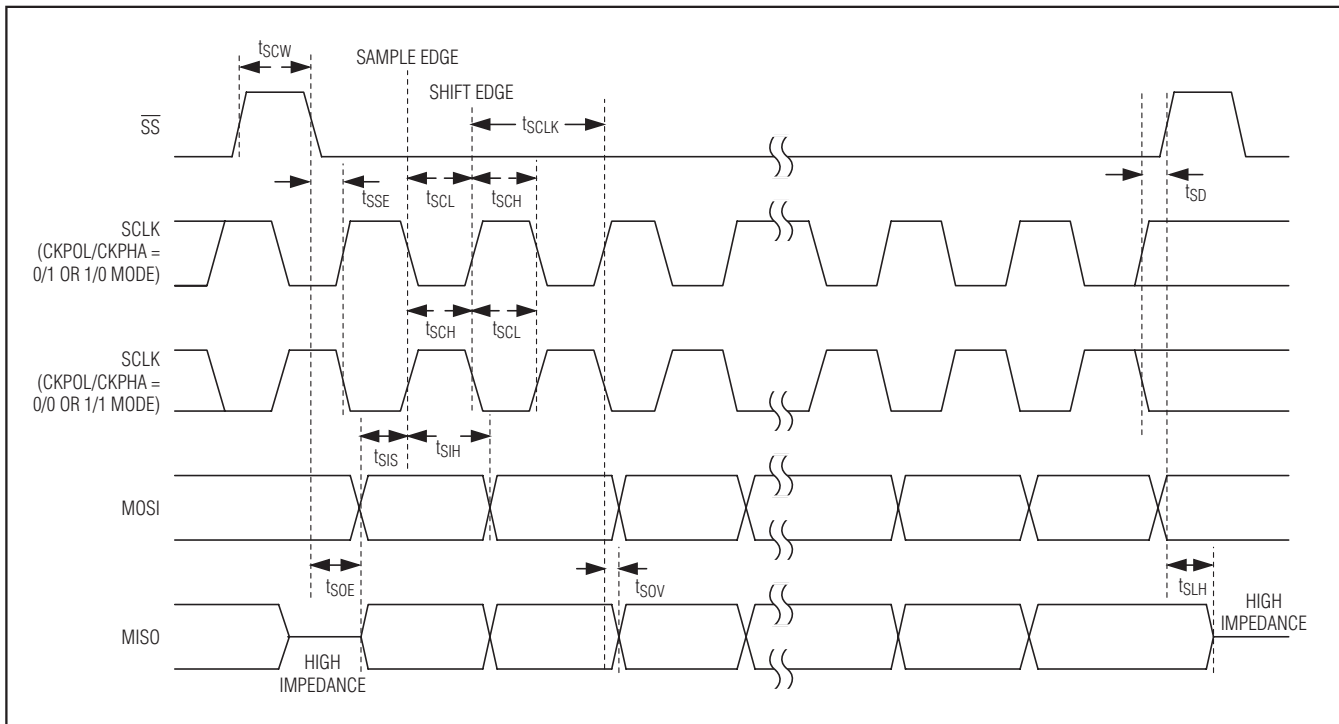 tSCW
SAMPLE EDGE
SHIFT EDGE
tSCLK
SS
tSSE
tSCL
tSCH
tSD
SCLK
(CKPOL/CKPHA =
0/1 OR 1/0 MODE)
tSCH
tSCL
SCLK
(CKPOL/CKPHA =
0/0 OR 1/1 MODE)
tSIS
tSIH
MOSI
tSOE
tSOV
tSLH
HIGH
IMPEDANCE
MISO
HIGH
IMPEDANCE